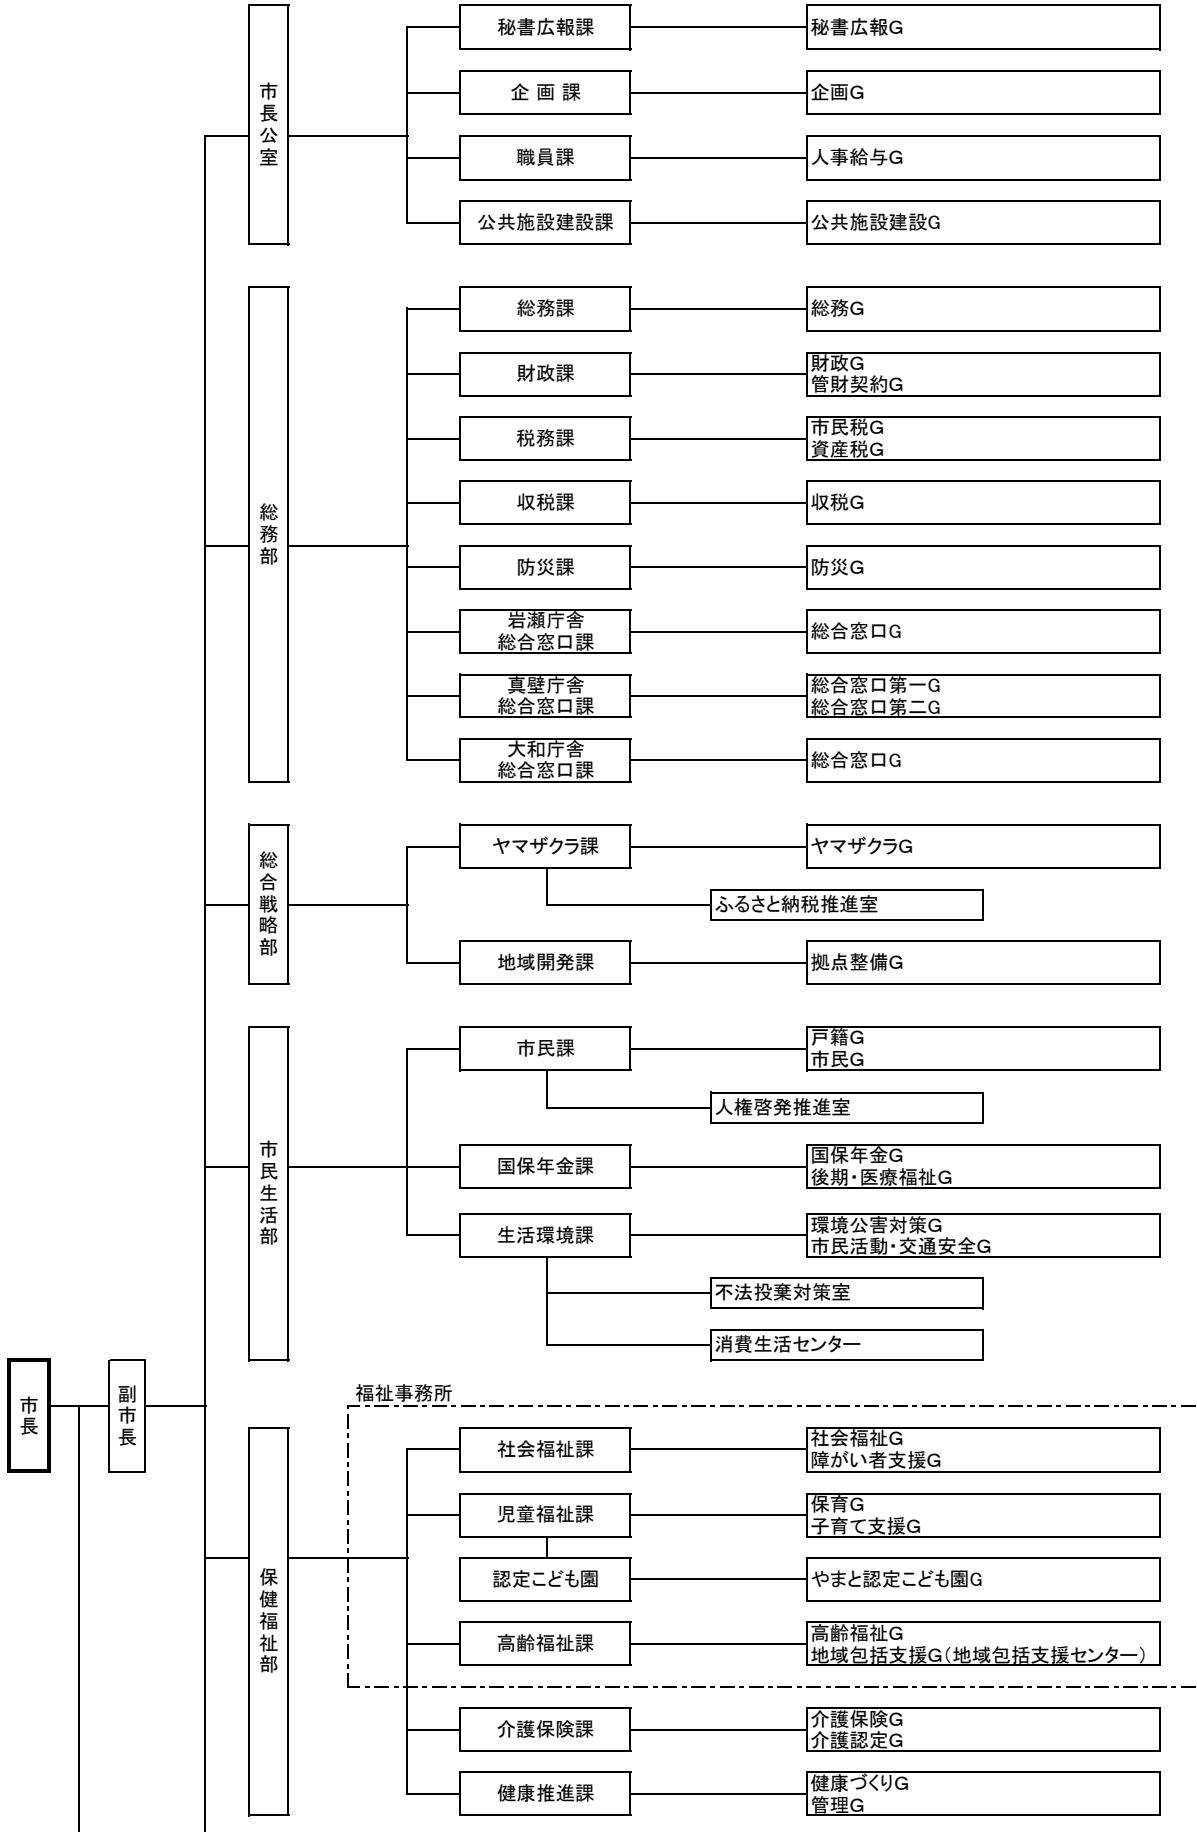 市長
副市長
市長公室
秘書広報課
秘書広報G
企画課
企画G
職員課
人事給与G
公共施設建設課
公共施設建設G
総務部
総務課
総務G
財政課
財政G
管財契約G
税務課
市民税G
資産税G
収税課
収税G
防災課
防災G
岩瀬庁舎
総合窓口課
総合窓口G
真壁庁舎
総合窓口課
総合窓口第一G
総合窓口第二G
大和庁舎
総合窓口課
総合窓口G
総合戦略部
ヤマザクラ課
ヤマザクラG
ふるさと納税推進室
地域開発課
拠点整備G
市民生活部
市民課
戸籍G
市民G
人権啓発推進室
国保年金課
国保年金G
後期・医療福祉G
生活環境課
環境公害対策G
市民活動・交通安全G
不法投棄対策室
消費生活センター
保健福祉部
福祉事務所
社会福祉課
社会福祉G
障がい者支援G
児童福祉課
保育G
子育て支援G
認定こども園
やまと認定こども園G
高齢福祉課
高齢福祉G
地域包括支援G（地域包括支援センター）
介護保険課
介護保険G
介護認定G
健康推進課
健康づくりG
管理G